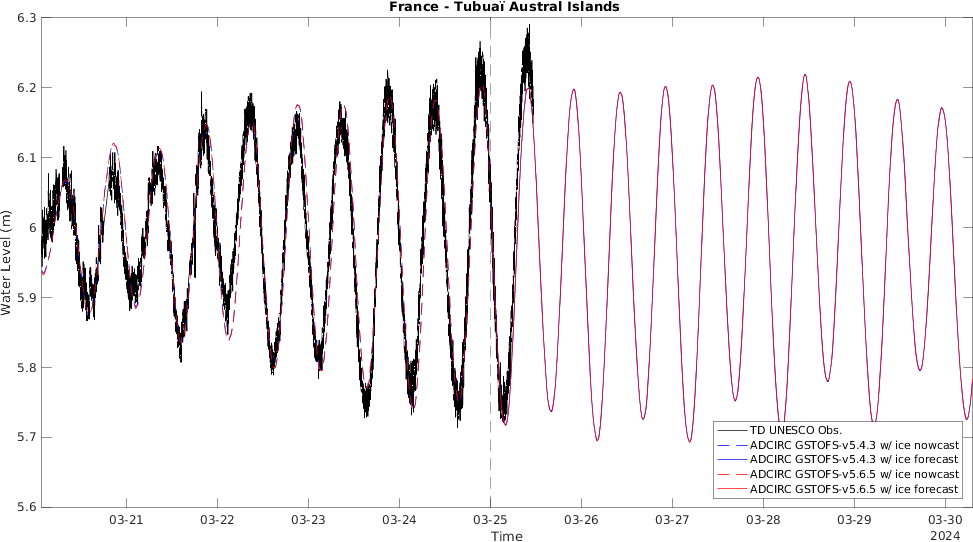 France - Tubuaï Austral Islands
6.3
6.2
6.1
6
5.9
5.8
5.7
5.6
Water Level (m)
TD UNESCO Obs.
ADCIRC GSTOFS-v5.4.3 w/ ice nowcast
ADCIRC GSTOFS-v5.4.3 w/ ice forecast
ADCIRC GSTOFS-v5.6.5 w/ ice nowcast
ADCIRC GSTOFS-v5.6.5 w/ ice forecast
03-21 03-22 03-23 03-24 03-25 03-26 03-27 03-28 03-29 03-30
2024
Time